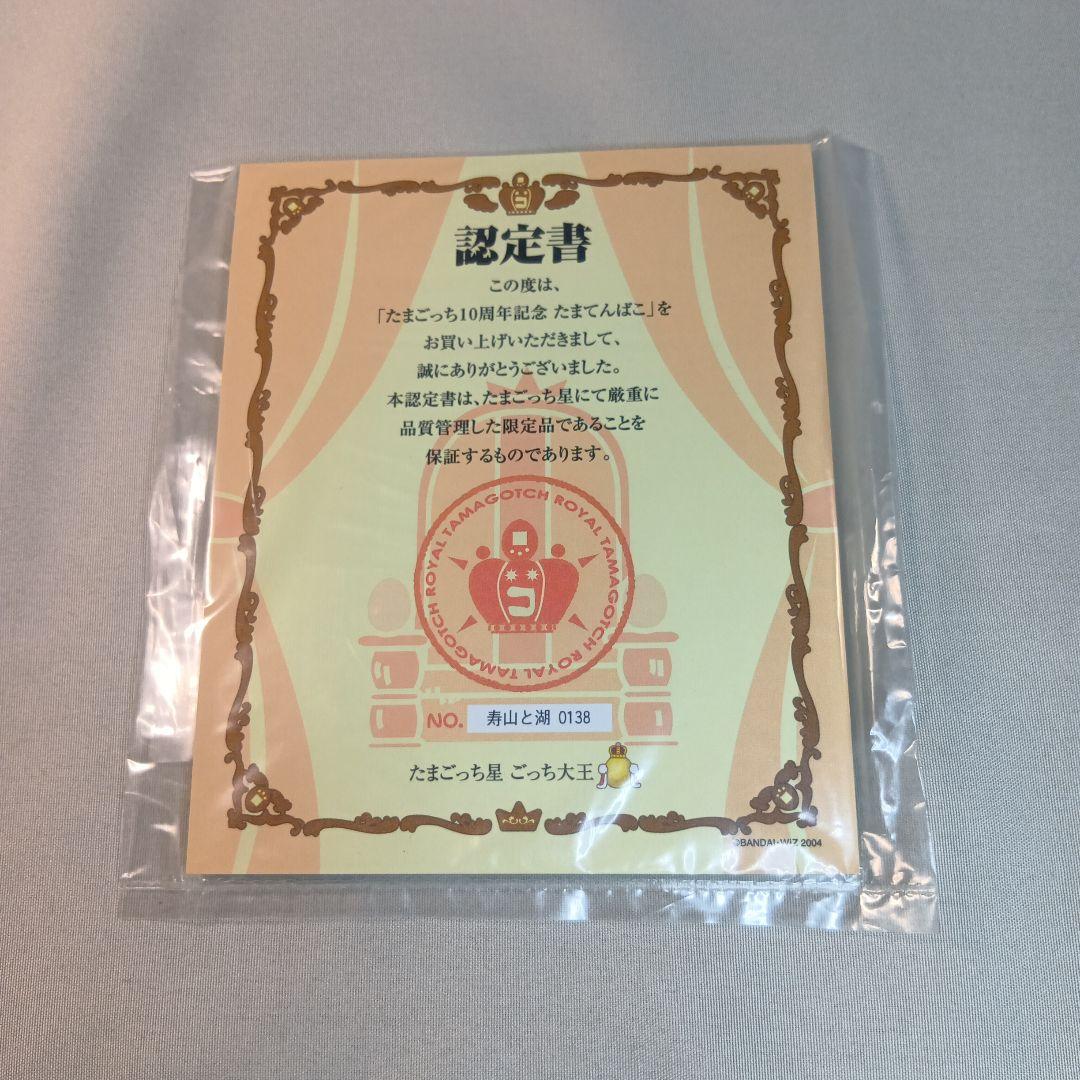 認定書
この度は、
「たまごっち10周年記念 たまてんばこ」を
お買い上げいただきまして、
誠にありがとうございました。
本認定書は、たまごっち星にて厳重に
品質管理した限定品であることを
保証するものであります。
ROYAL TAMAGOTCH ROYAL TAMAGOTCH ROYAL TAMAGOTCH
コ
NO. 寿山と湖 0138
たまごっち星 ごっち大王
©BANDAI・WiZ 2004